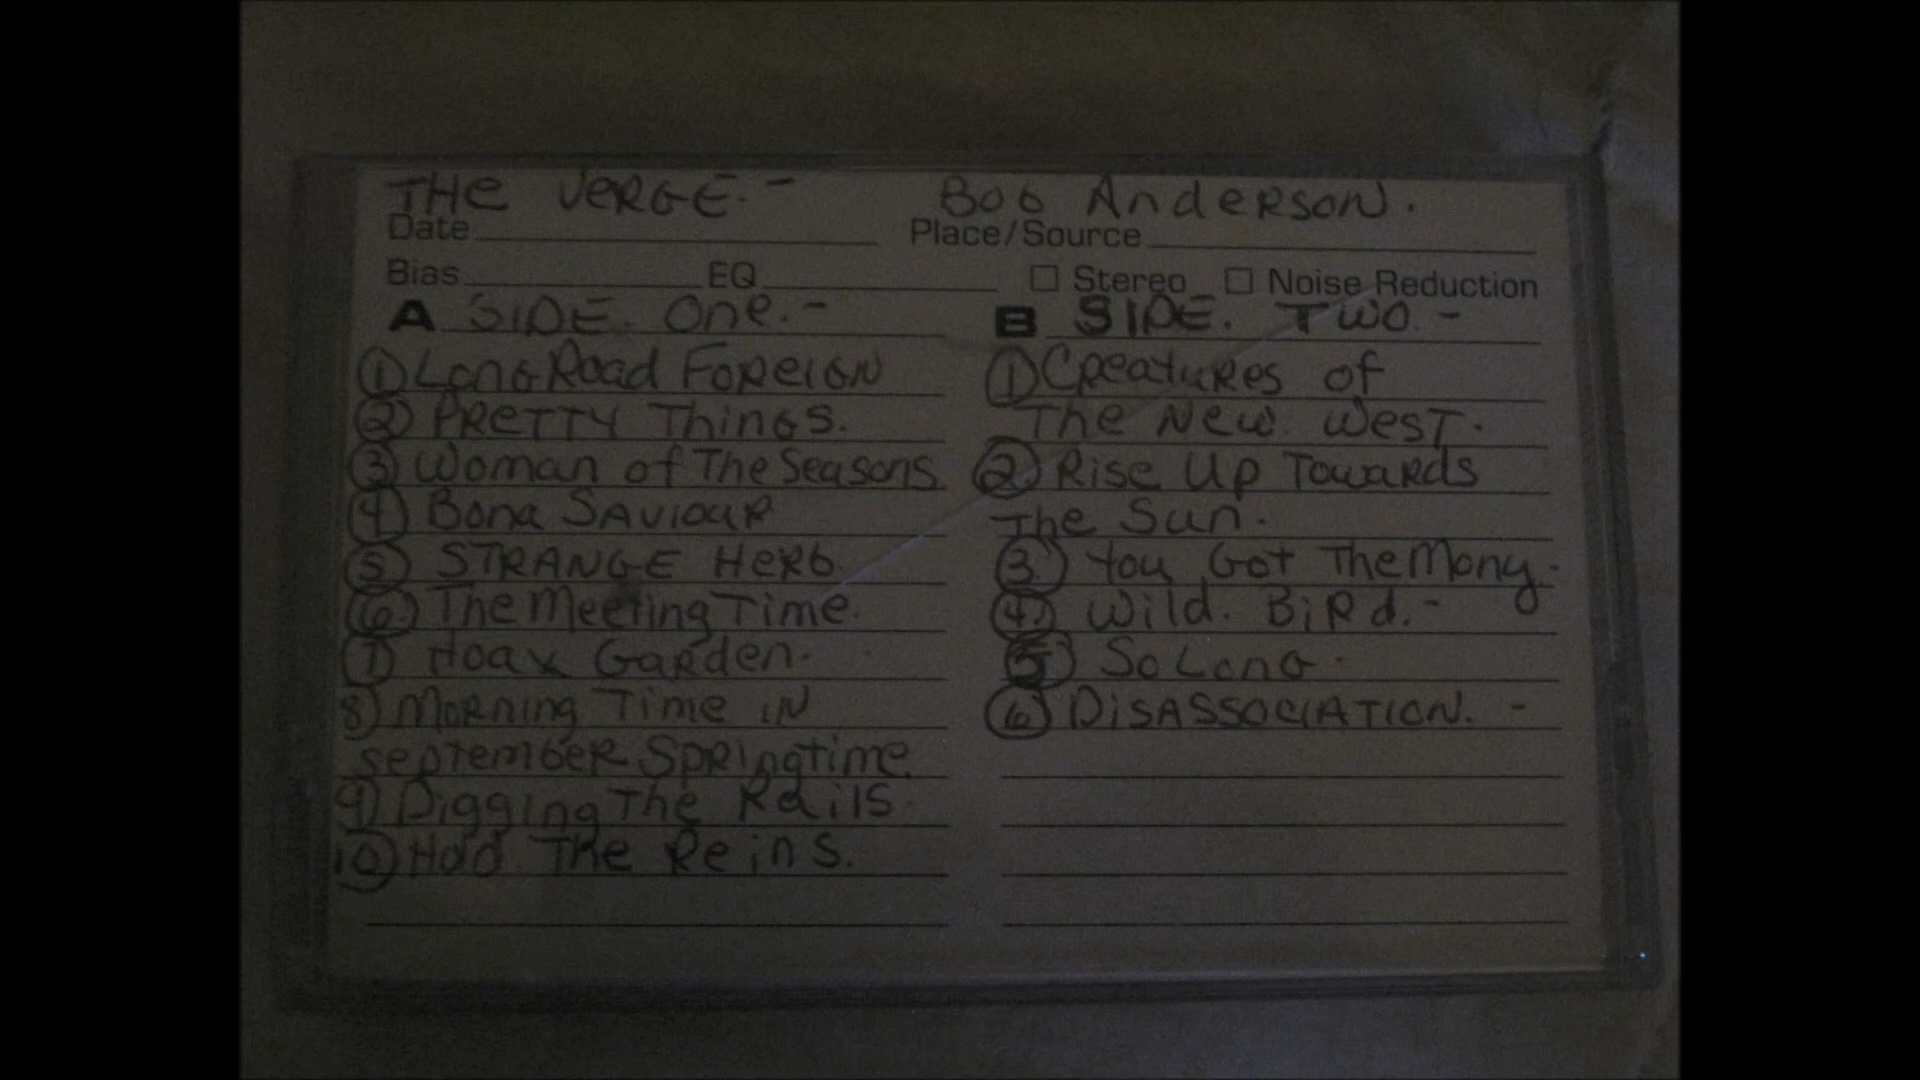 THe VeRGE. -
Bob AndeRSON.
Date
Place/Source
Bias
EQ
Stereo
Noise Reduction
A SIDE One. -
① LonG Road FoReIGN
② PReTTY ThinGS.
③ Woman of The Seasons
④ Bona SAViouR
⑤ STRANGE HeRb.
⑥ The Meeting Time.
⑦ Hoax GaRden.
8) MoRning Time iN
septembeR SpRingtime.
9) Digging The Rails
10) Hold The Reins.
B SIDE. Two. -
① CReatuRes of
The New West.
② Rise Up TowaRds
The Sun.
③ You Got The Mony.
④ Wild. BiRd. -
⑤ So LonG.
⑥ DiSASSOCIATION. -